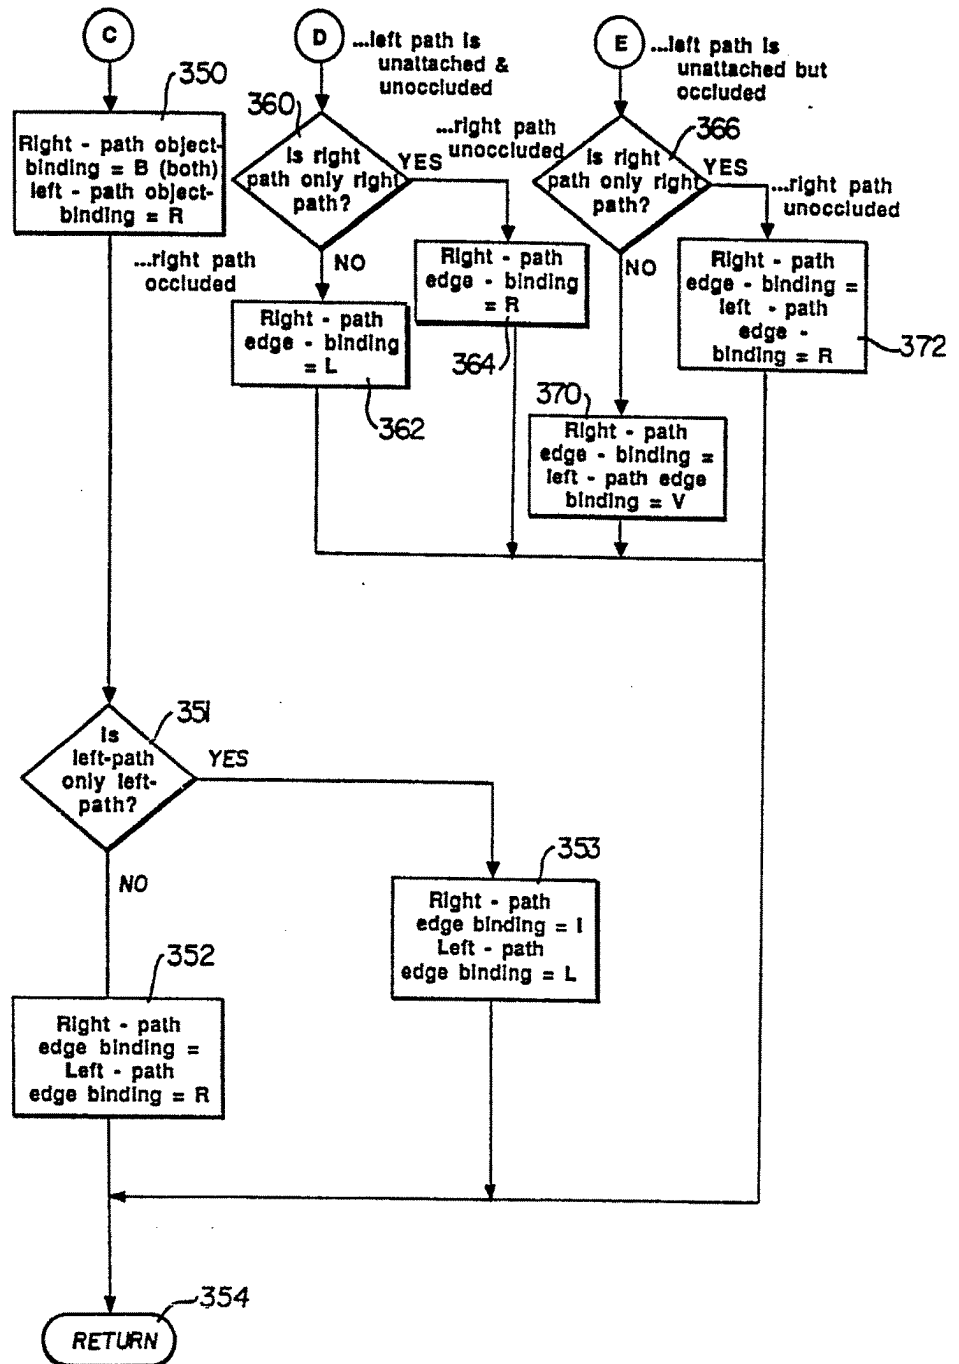 C
350
Right - path object-
binding = B (both)
left - path object-
binding = R
D
...left path is
unattached &
unoccluded
360
Is right
path only right
path?
YES
...right path
unoccluded
NO
...right path
occluded
Right - path
edge - binding
= L
362
Right - path
edge - binding
= R
364
E
...left path is
unattached but
occluded
366
Is right
path only right
path?
YES
...right path
unoccluded
NO
Right - path
edge - binding =
left - path
edge -
binding = R
372
370
Right - path
edge - binding =
left - path edge
binding = V
351
Is
left-path
only left-
path?
YES
NO
353
Right - path
edge binding = I
Left - path
edge binding = L
352
Right - path
edge binding =
Left - path
edge binding = R
354
RETURN